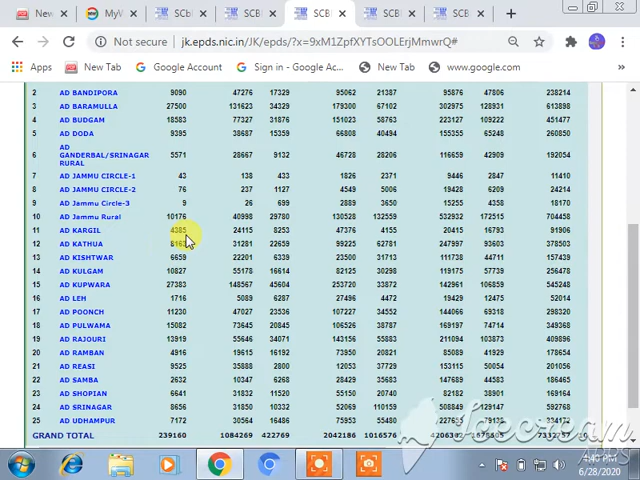 SCBI
MyV
SCbl
SCBI
SCBI
SCBI
SCBI
Not secure | jk.epds.nic.in/JK/epds/?x=9xM1ZpfXYTsOOLErjMmwrQ#
Apps New Tab Google Account Sign in - Google Ac... New Tab www.google.com
2 AD BANDIPORA 9090 47276 17329 95062 21387 95876 47806 238214
3 AD BARAMULLA 27500 131623 34329 179300 67102 302975 128931 613898
4 AD BUDGAM 18583 77327 31876 151023 58763 223127 109222 451477
5 AD DODA 9395 38687 15359 66808 40494 155365 65248 260850
6 AD GANDERBAL/SRINAGAR RURAL 5571 28667 9132 46728 28206 116659 42909 192054
7 AD JAMMU CIRCLE-1 43 138 433 1826 2371 9446 2847 11410
8 AD JAMMU CIRCLE-2 76 237 1127 4549 5006 19428 6209 24214
9 AD Jammu Circle-3 9 26 699 2889 3650 15255 4358 18170
10 AD Jammu Rural 10176 40998 29780 130528 132559 532932 172515 704458
11 AD KARGIL 4385 24115 8253 47376 4155 20415 16793 91906
12 AD KATHUA 8163 31281 22659 99225 62781 247997 93603 378503
13 AD KISHTWAR 6659 22201 6339 23500 31713 111738 44711 157439
14 AD KULGAM 10827 55178 16614 82125 30298 119175 57739 256478
15 AD KUPWARA 27383 148567 45604 253720 33872 142961 106859 545248
16 AD LEH 1716 5089 6287 27496 4472 19429 12475 52014
17 AD POONCH 11230 47027 23536 107227 34552 144066 69318 298320
18 AD PULWAMA 15082 73645 20845 106526 38787 169197 74714 349368
19 AD RAJOURI 13919 55646 34071 144157 55883 211094 103873 409896
20 AD RAMBAN 4916 19615 16192 73950 20821 85089 41929 178654
21 AD REASI 9525 35888 2800 12053 37729 153115 50054 201056
22 AD SAMBA 2632 10347 6268 28429 35683 147689 44583 186465
23 AD SHOPIAN 6641 31832 11520 55150 20740 82182 38901 169164
24 AD SRINAGAR 8656 31850 10332 52069 110159 508849 129147 592768
25 AD UDHAMPUR 7172 30564 16486 75953 55480
GRAND TOTAL 239160 1084269 422769 2042186 1016576
Icecream
APPS
4:40 PM
6/28/2020